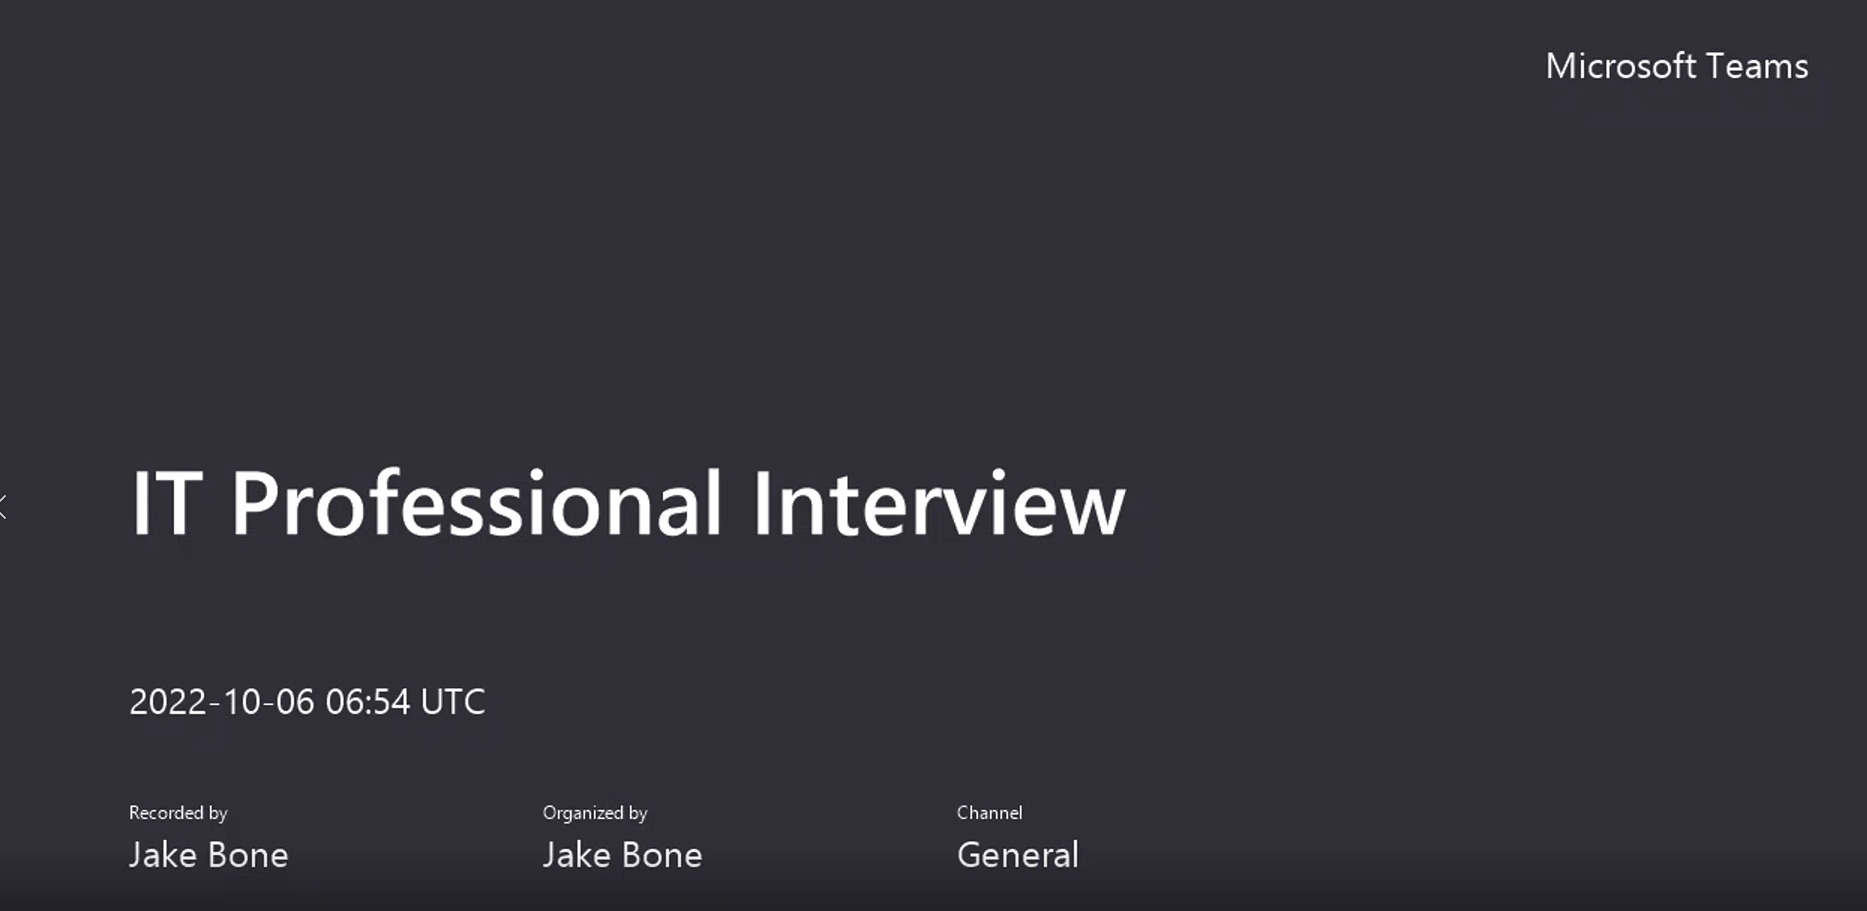 Microsoft Teams
IT Professional Interview
2022-10-06 06:54 UTC
Recorded by
Jake Bone
Organized by
Jake Bone
Channel
General